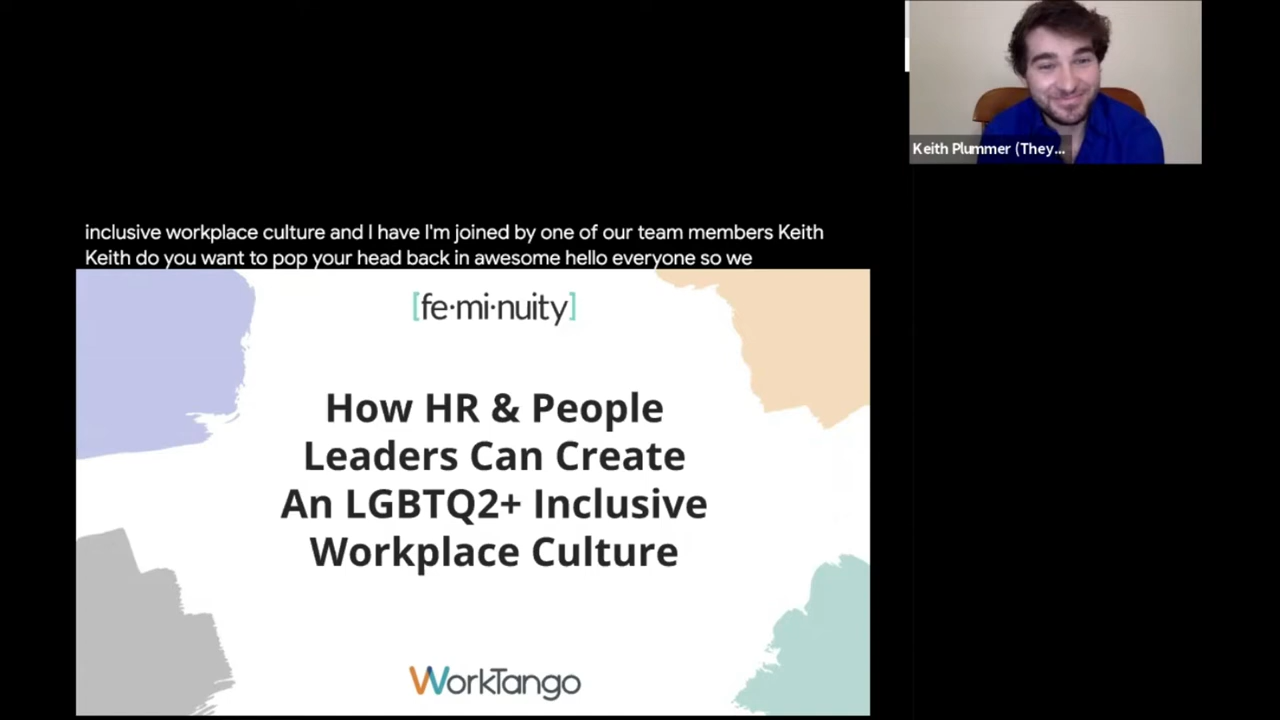 Keith Plummer (They...
inclusive workplace culture and I have I'm joined by one of our team members Keith
Keith do you want to pop your head back in awesome hello everyone so we
[fe·mi·nuity]
How HR & People
Leaders Can Create
An LGBTQ2+ Inclusive
Workplace Culture
WorkTango